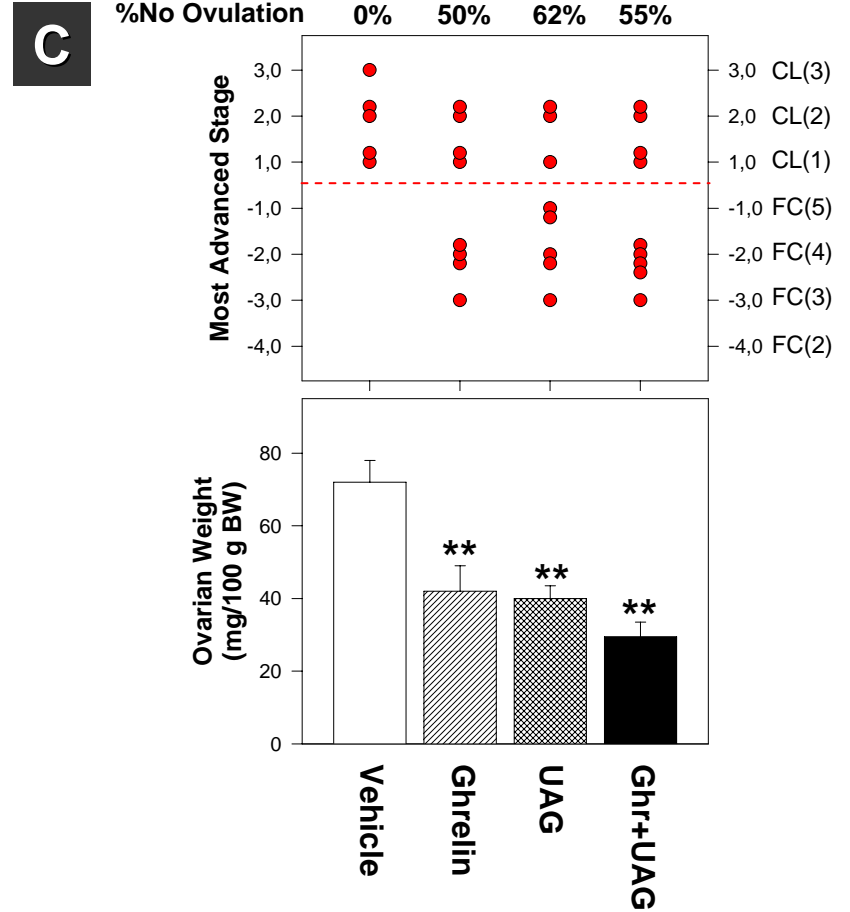 C
%No Ovulation 0% 50% 62% 55%
Most Advanced Stage
3,0 3,0 CL(3)
2,0 2,0 CL(2)
1,0 1,0 CL(1)
-1,0 -1,0 FC(5)
-2,0 -2,0 FC(4)
-3,0 -3,0 FC(3)
-4,0 -4,0 FC(2)
Ovarian Weight
(mg/100 g BW)
80
60
40
20
0
**
**
**
Vehicle
Ghrelin
UAG
Ghr+UAG